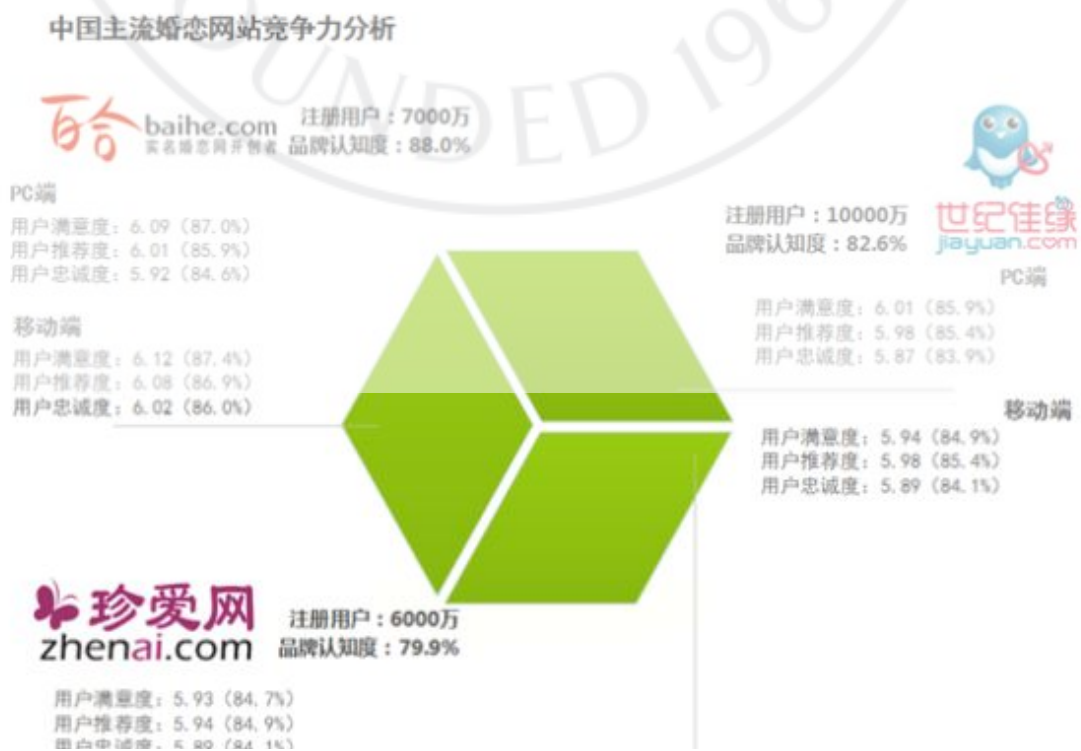 中国主流婚恋网站竞争力分析
UNDED 196
百合 baihe.com
实名婚恋网开创者
注册用户：7000万
品牌认知度：88.0%
PC端
用户满意度：6.09（87.0%）
用户推荐度：6.01（85.9%）
用户忠诚度：5.92（84.6%）
移动端
用户满意度：6.12（87.4%）
用户推荐度：6.08（86.9%）
用户忠诚度：6.02（86.0%）
注册用户：10000万
品牌认知度：82.6%
世纪佳缘
jiayuan.com
PC端
用户满意度：6.01（85.9%）
用户推荐度：5.98（85.4%）
用户忠诚度：5.87（83.9%）
移动端
用户满意度：5.94（84.9%）
用户推荐度：5.98（85.4%）
用户忠诚度：5.89（84.1%）
珍爱网
zhenai.com
注册用户：6000万
品牌认知度：79.9%
用户满意度：5.93（84.7%）
用户推荐度：5.94（84.9%）
用户忠诚度：5.89（84.1%）